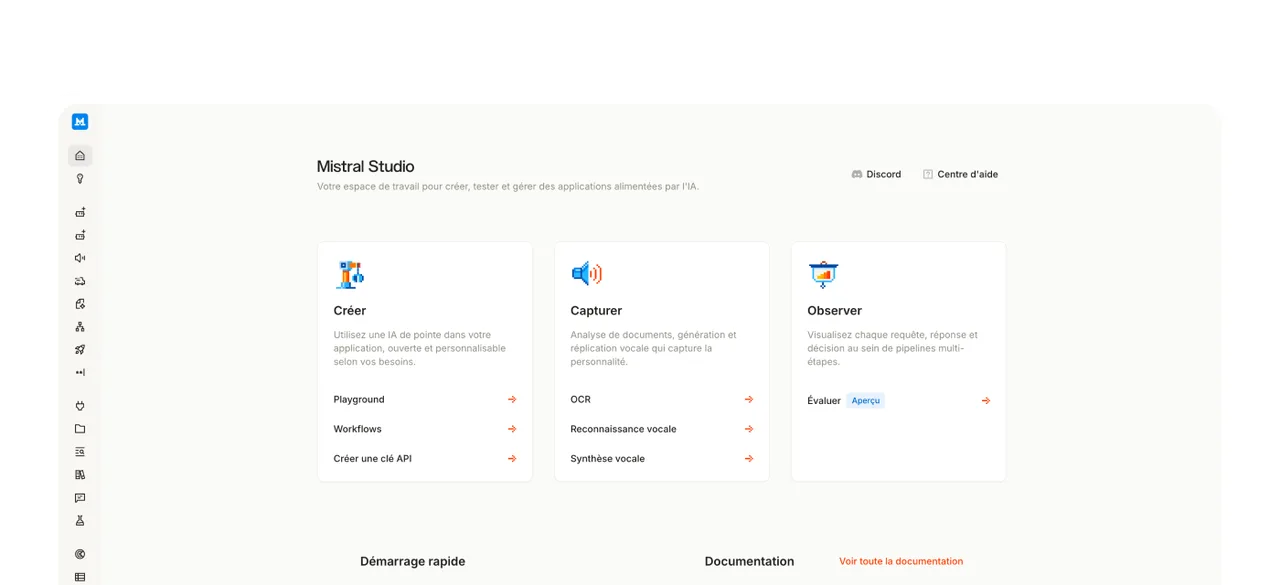 Mistral Studio
Votre espace de travail pour créer, tester et gérer des applications alimentées par l'IA.
Discord
Centre d'aide
Créer
Utilisez une IA de pointe dans votre
application, ouverte et personnalisable
selon vos besoins.
Playground
Workflows
Créer une clé API
Capturer
Analyse de documents, génération et
réplication vocale qui capture la
personnalité.
OCR
Reconnaissance vocale
Synthèse vocale
Observer
Visualisez chaque requête, réponse et
décision au sein de pipelines multi-
étapes.
Évaluer Aperçu
Démarrage rapide
Documentation
Voir toute la documentation